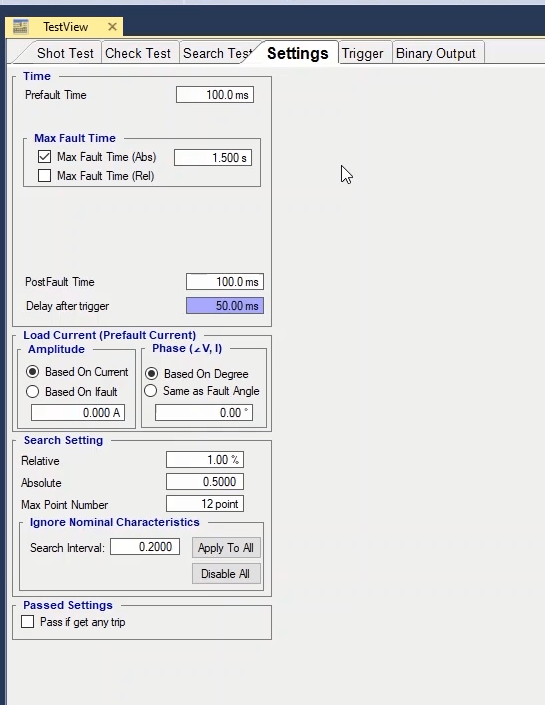 TestView
Shot Test Check Test Search Test Settings Trigger Binary Output
Time
Prefault Time 100.0 ms
Max Fault Time
Max Fault Time (Abs) 1.500 s
Max Fault Time (Rel)
PostFault Time 100.0 ms
Delay after trigger 50.00 ms
Load Current (Prefault Current)
Amplitude
Based On Current
Based On Ifault
0.000 A
Phase (∠V, I)
Based On Degree
Same as Fault Angle
0.00 °
Search Setting
Relative 1.00 %
Absolute 0.5000
Max Point Number 12 point
Ignore Nominal Characteristics
Search Interval: 0.2000 Apply To All
Disable All
Passed Settings
Pass if get any trip